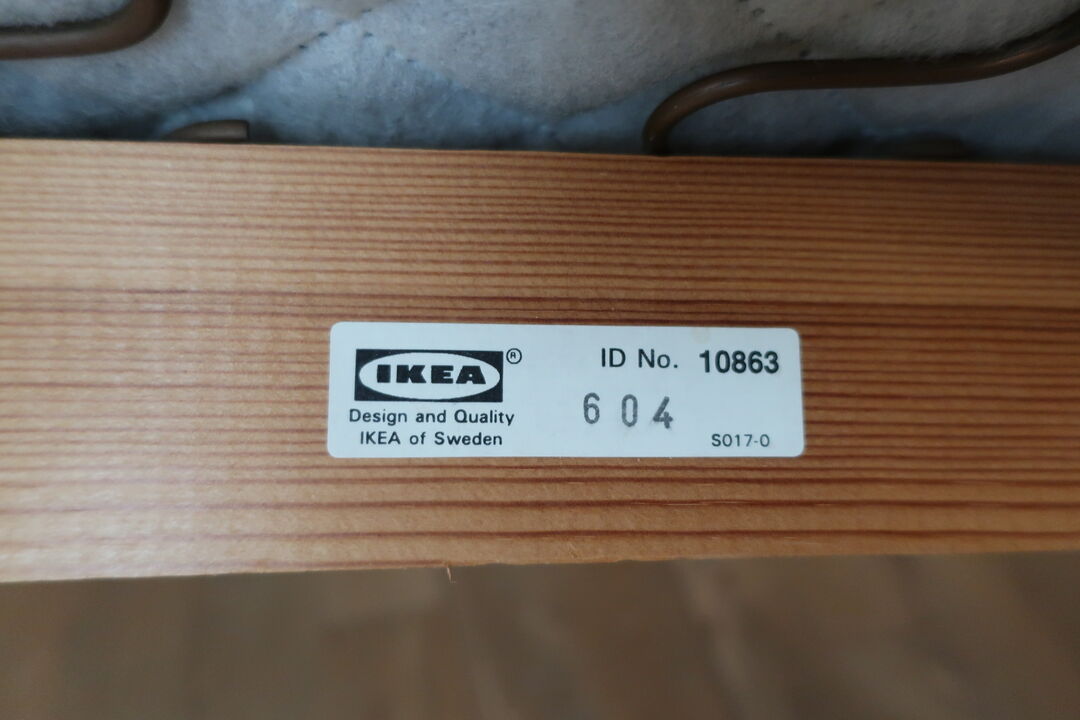 IKEA®
Design and Quality
IKEA of Sweden
ID No. 10863
604
S017-0